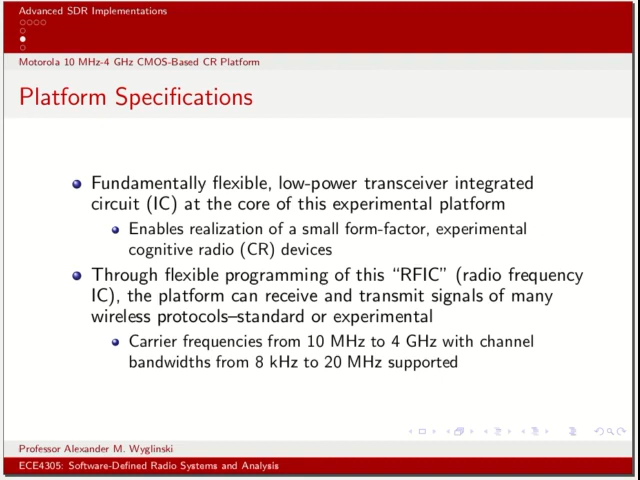 Advanced SDR Implementations
Motorola 10 MHz-4 GHz CMOS-Based CR Platform
Platform Specifications
Fundamentally flexible, low-power transceiver integrated
circuit (IC) at the core of this experimental platform
Enables realization of a small form-factor, experimental
cognitive radio (CR) devices
Through flexible programming of this “RFIC” (radio frequency
IC), the platform can receive and transmit signals of many
wireless protocols–standard or experimental
Carrier frequencies from 10 MHz to 4 GHz with channel
bandwidths from 8 kHz to 20 MHz supported
Professor Alexander M. Wyglinski
ECE4305: Software-Defined Radio Systems and Analysis